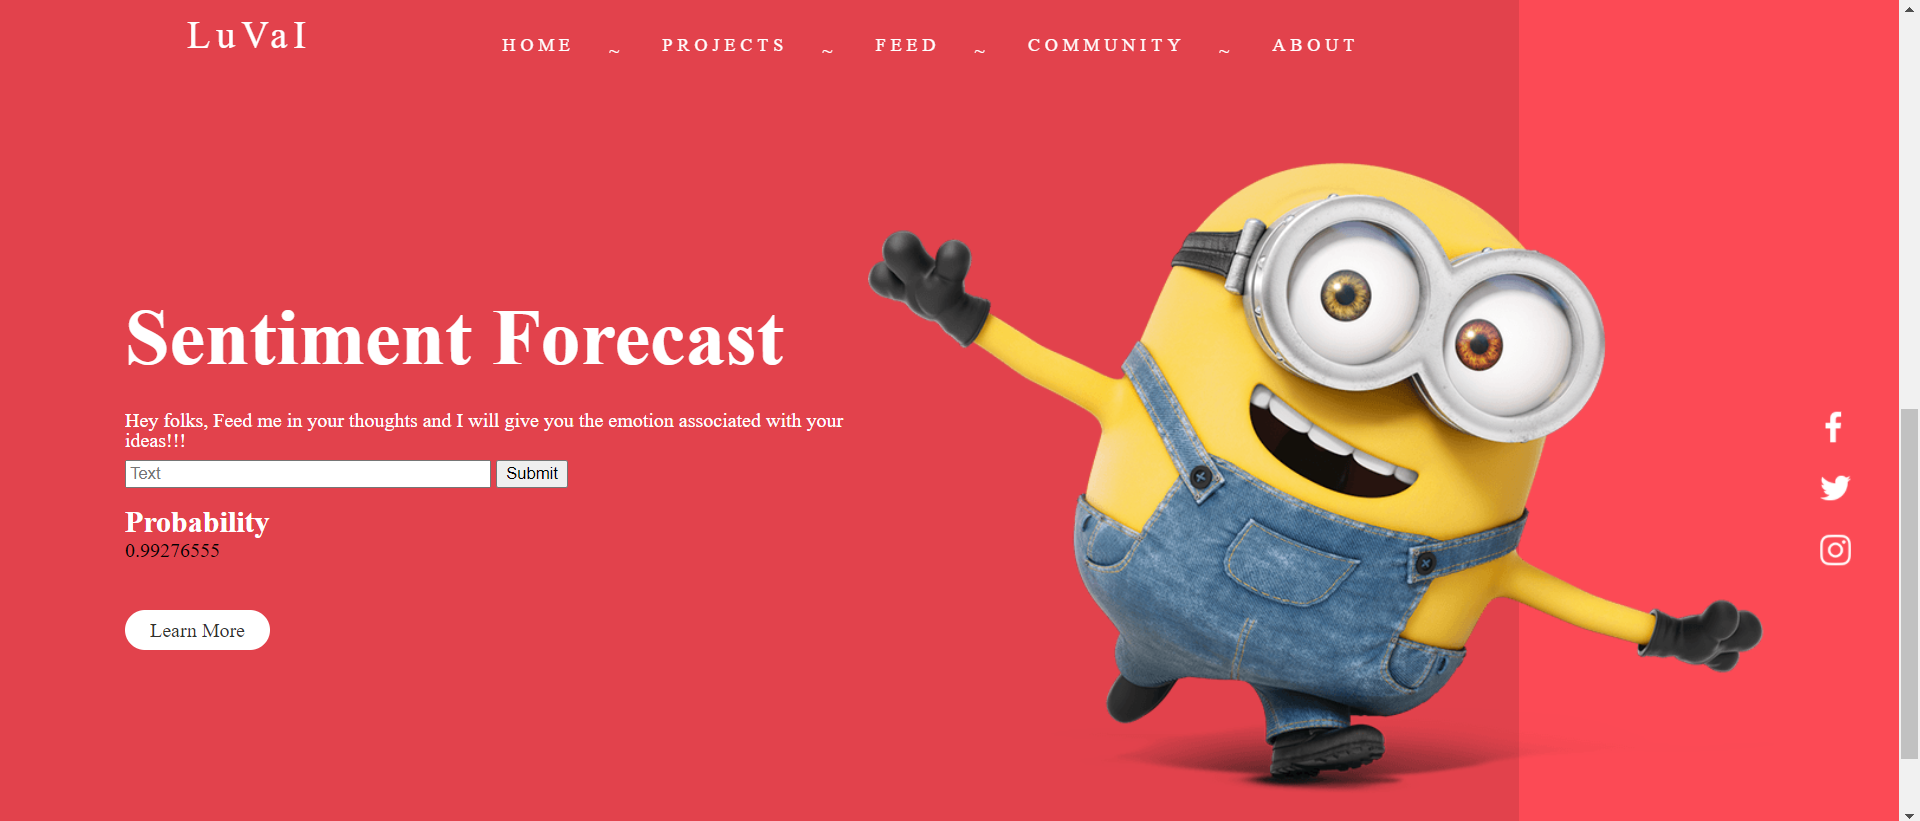 LuVaI
HOME ~ PROJECTS ~ FEED ~ COMMUNITY ~ ABOUT
Sentiment Forecast
Hey folks, Feed me in your thoughts and I will give you the emotion associated with your
ideas!!!
Text Submit
Probability
0.99276555
Learn More